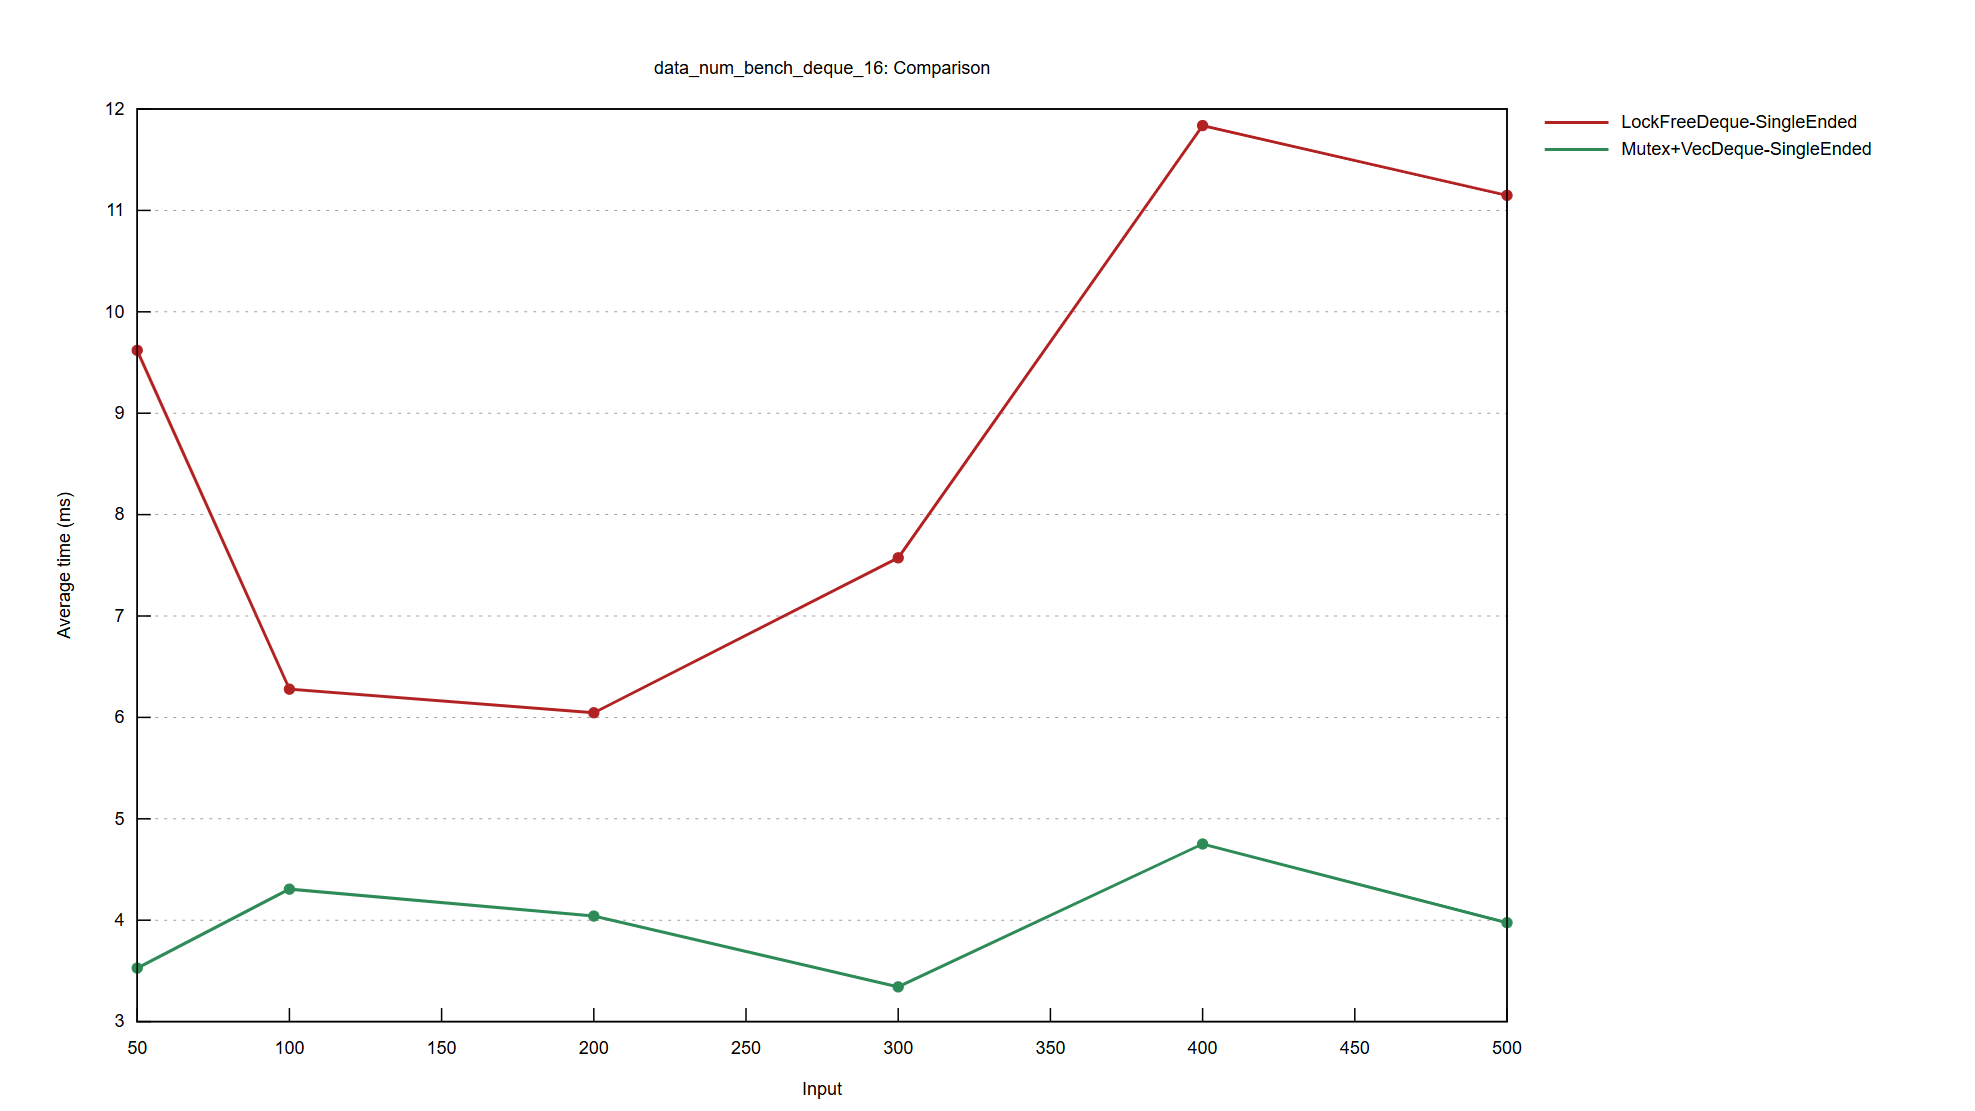 data_num_bench_deque_16: Comparison
LockFreeDeque-SingleEnded
Mutex+VecDeque-SingleEnded
12
11
10
9
8
7
6
5
4
3
Average time (ms)
50 100 150 200 250 300 350 400 450 500
Input